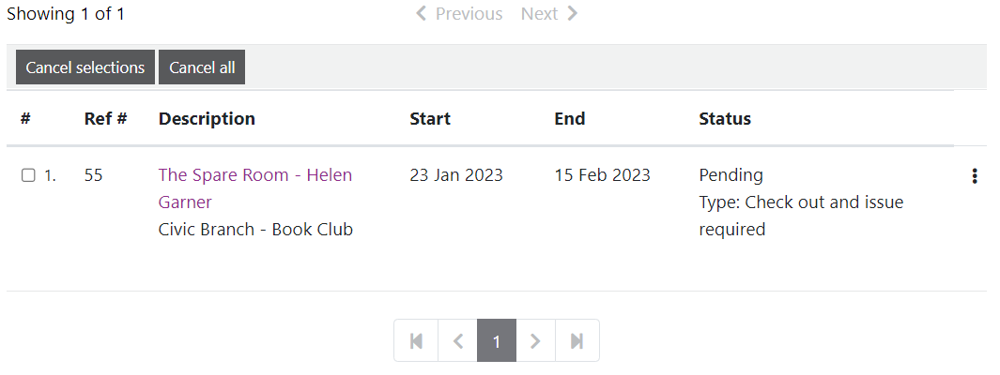 Showing 1 of 1 Previous Next
Cancel selections Cancel all
# Ref # Description Start End Status
1. 55 The Spare Room - Helen 23 Jan 2023 15 Feb 2023 Pending
Garner Type: Check out and issue
Civic Branch - Book Club required
1